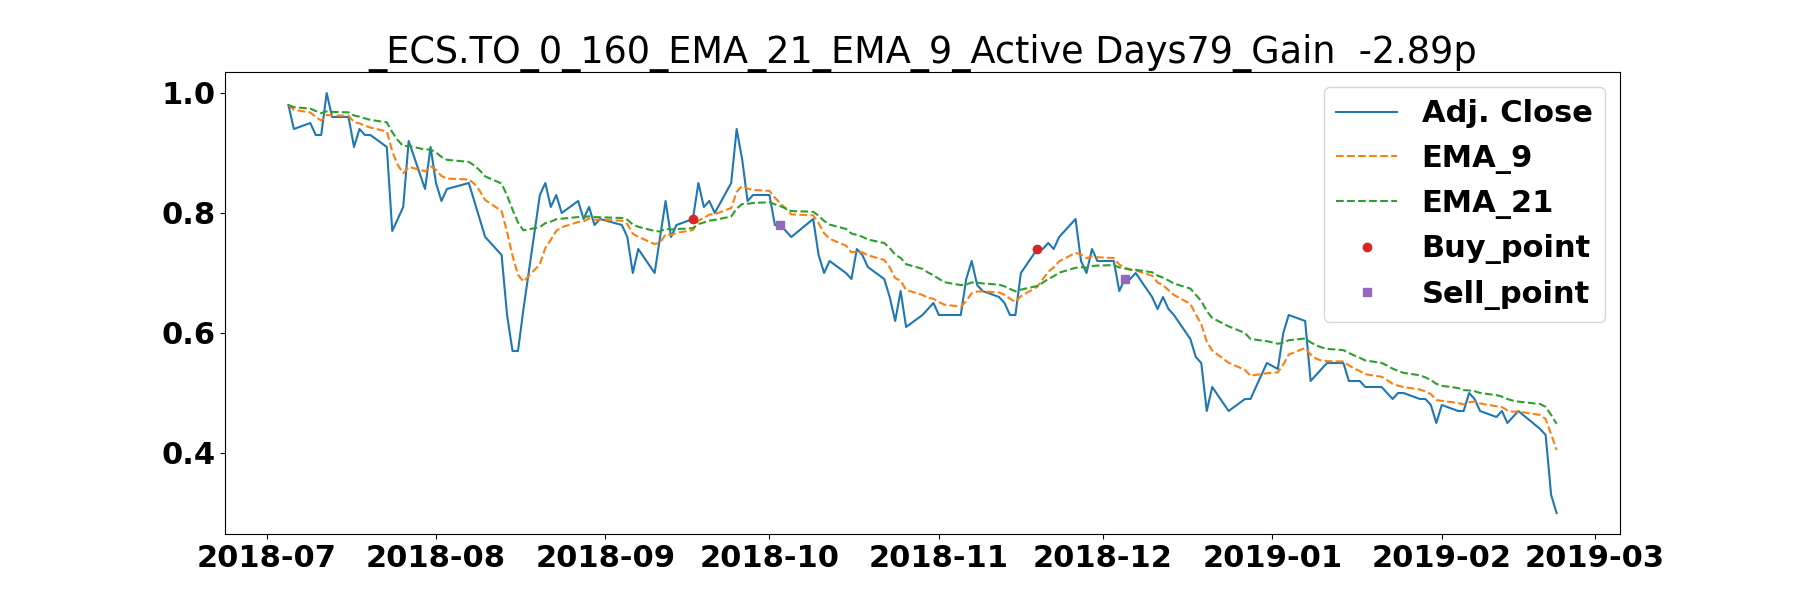 _ECS.TO_0_160_EMA_21_EMA_9_Active Days79_Gain  -2.89p
1.0
0.8
0.6
0.4
Adj. Close
EMA_9
EMA_21
Buy_point
Sell_point
2018-07 2018-08 2018-09 2018-10 2018-11 2018-12 2019-01 2019-02 2019-03